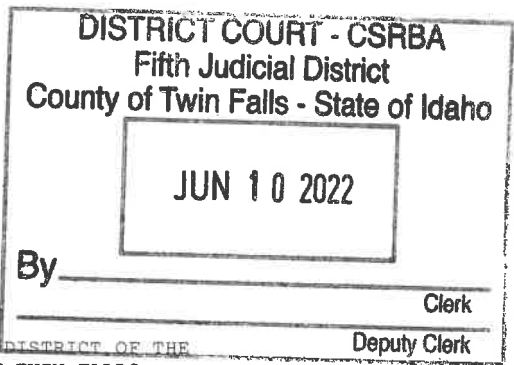 DISTRICT COURT - CSRBA
Fifth Judicial District
County of Twin Falls - State of Idaho
JUN 10 2022
By
Clerk
Deputy Clerk
DISTRICT OF THE